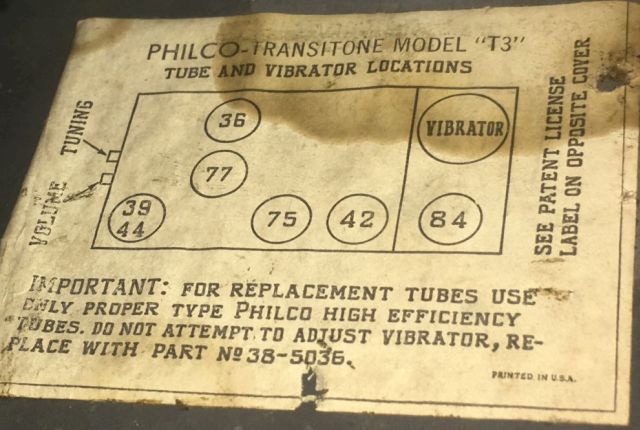 PHILCO-TRANSITONE MODEL "T3"
TUBE AND VIBRATOR LOCATIONS
TUNING
VOLUME
36
VIBRATOR
77
39
44
75
42
84
SEE PATENT LICENSE
LABEL ON OPPOSITE COVER
IMPORTANT: FOR REPLACEMENT TUBES USE
ONLY PROPER TYPE PHILCO HIGH EFFICIENCY
TUBES. DO NOT ATTEMPT TO ADJUST VIBRATOR, RE-
PLACE WITH PART Nº 38-5036.
PRINTED IN U.S.A.